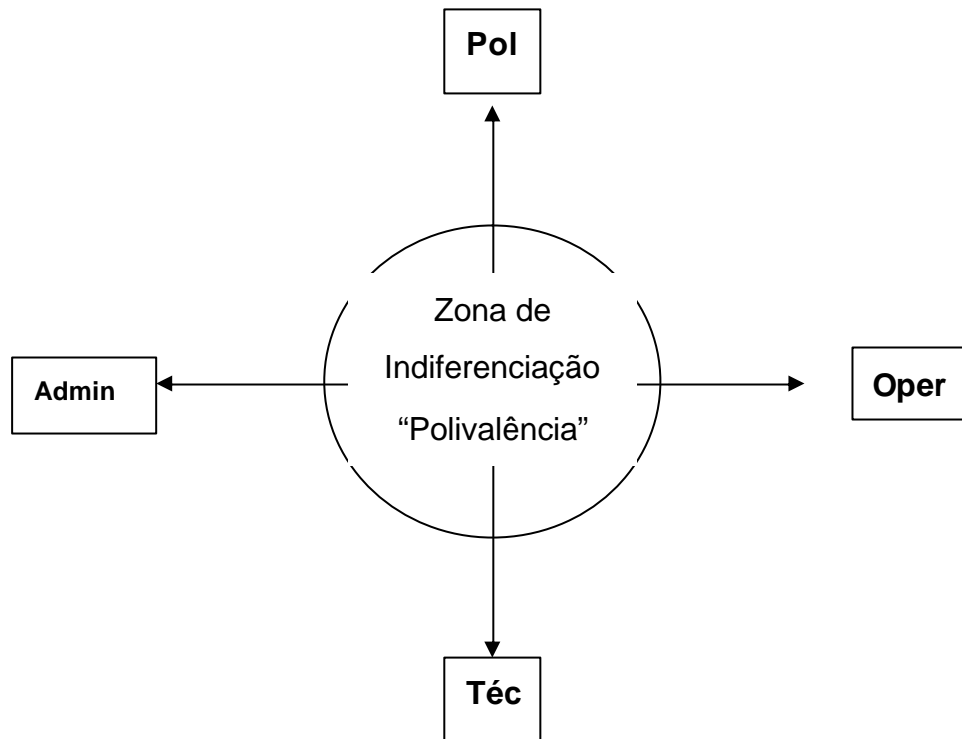 Pol
Zona de
Indiferenciação
“Polivalência”
Admin
Oper
Téc